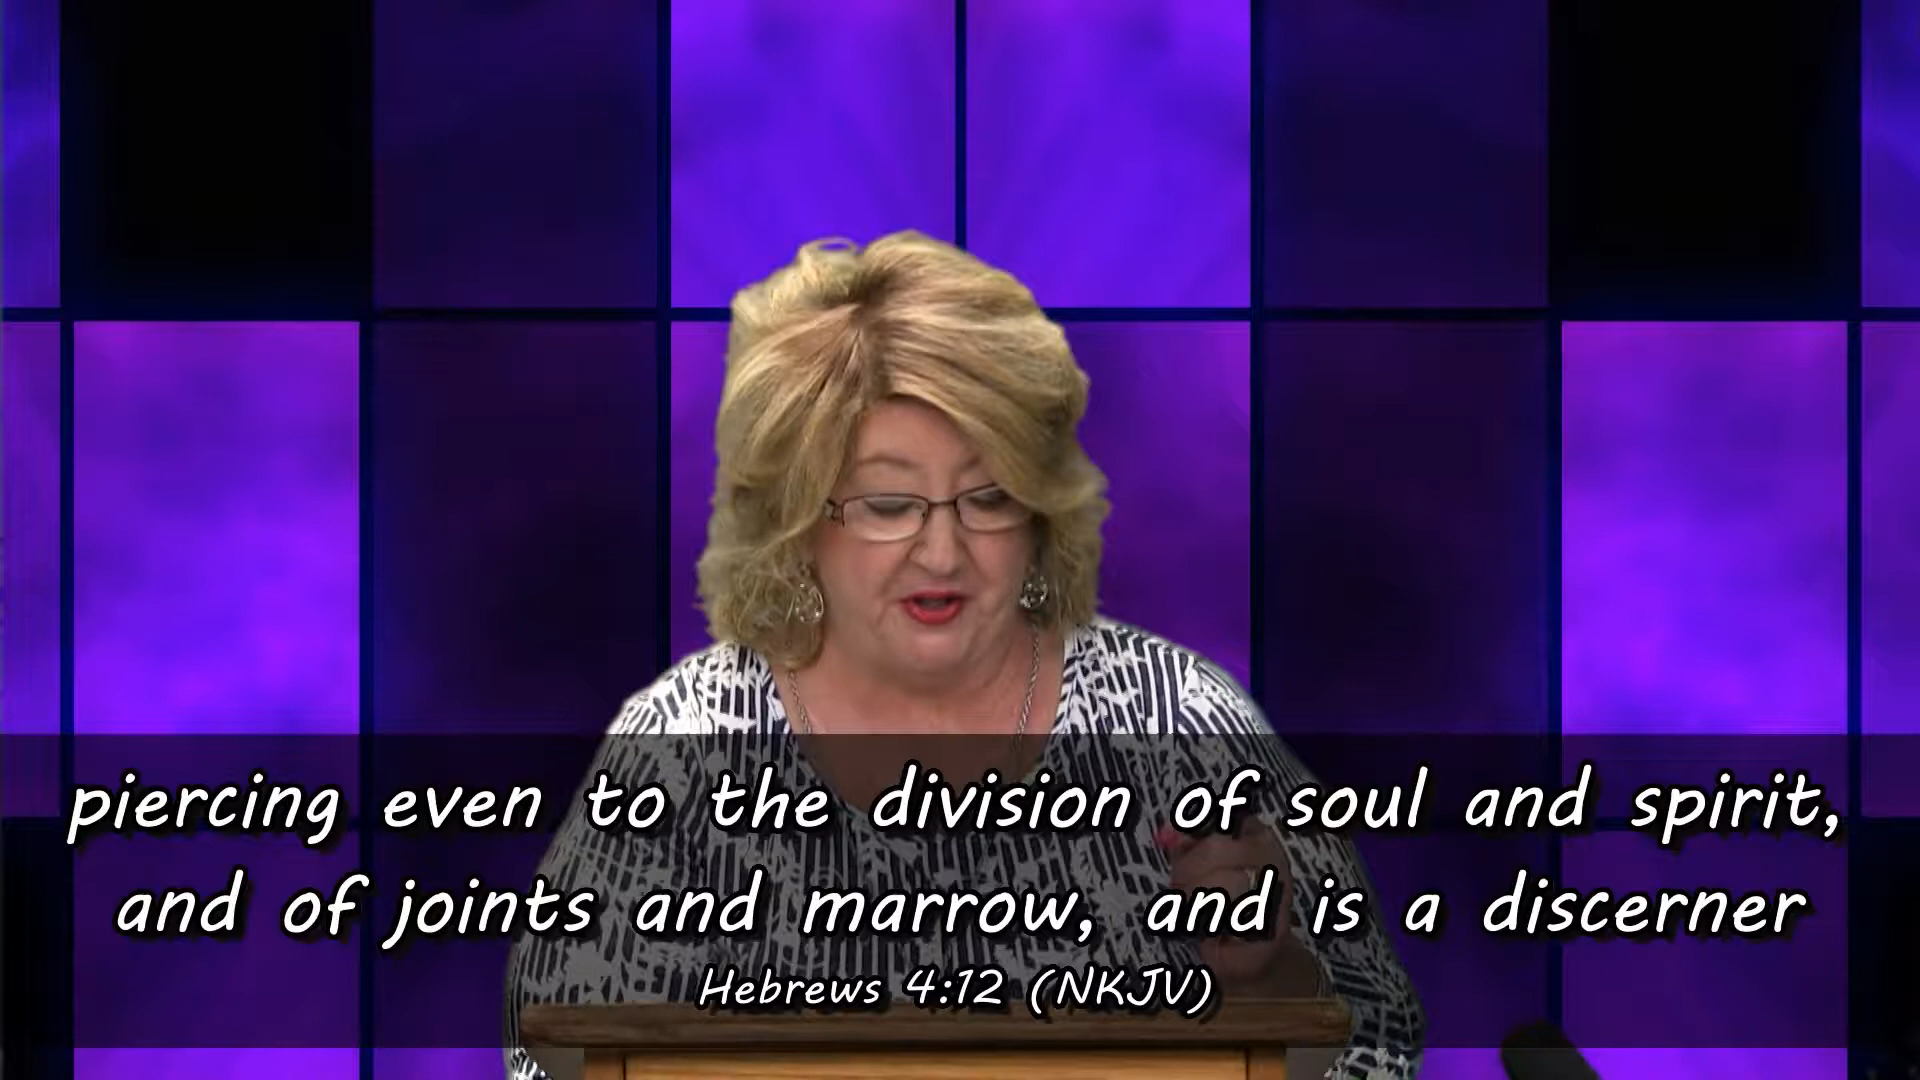 piercing even to the division of soul and spirit,
and of joints and marrow, and is a discerner
Hebrews 4:12 (NKJV)